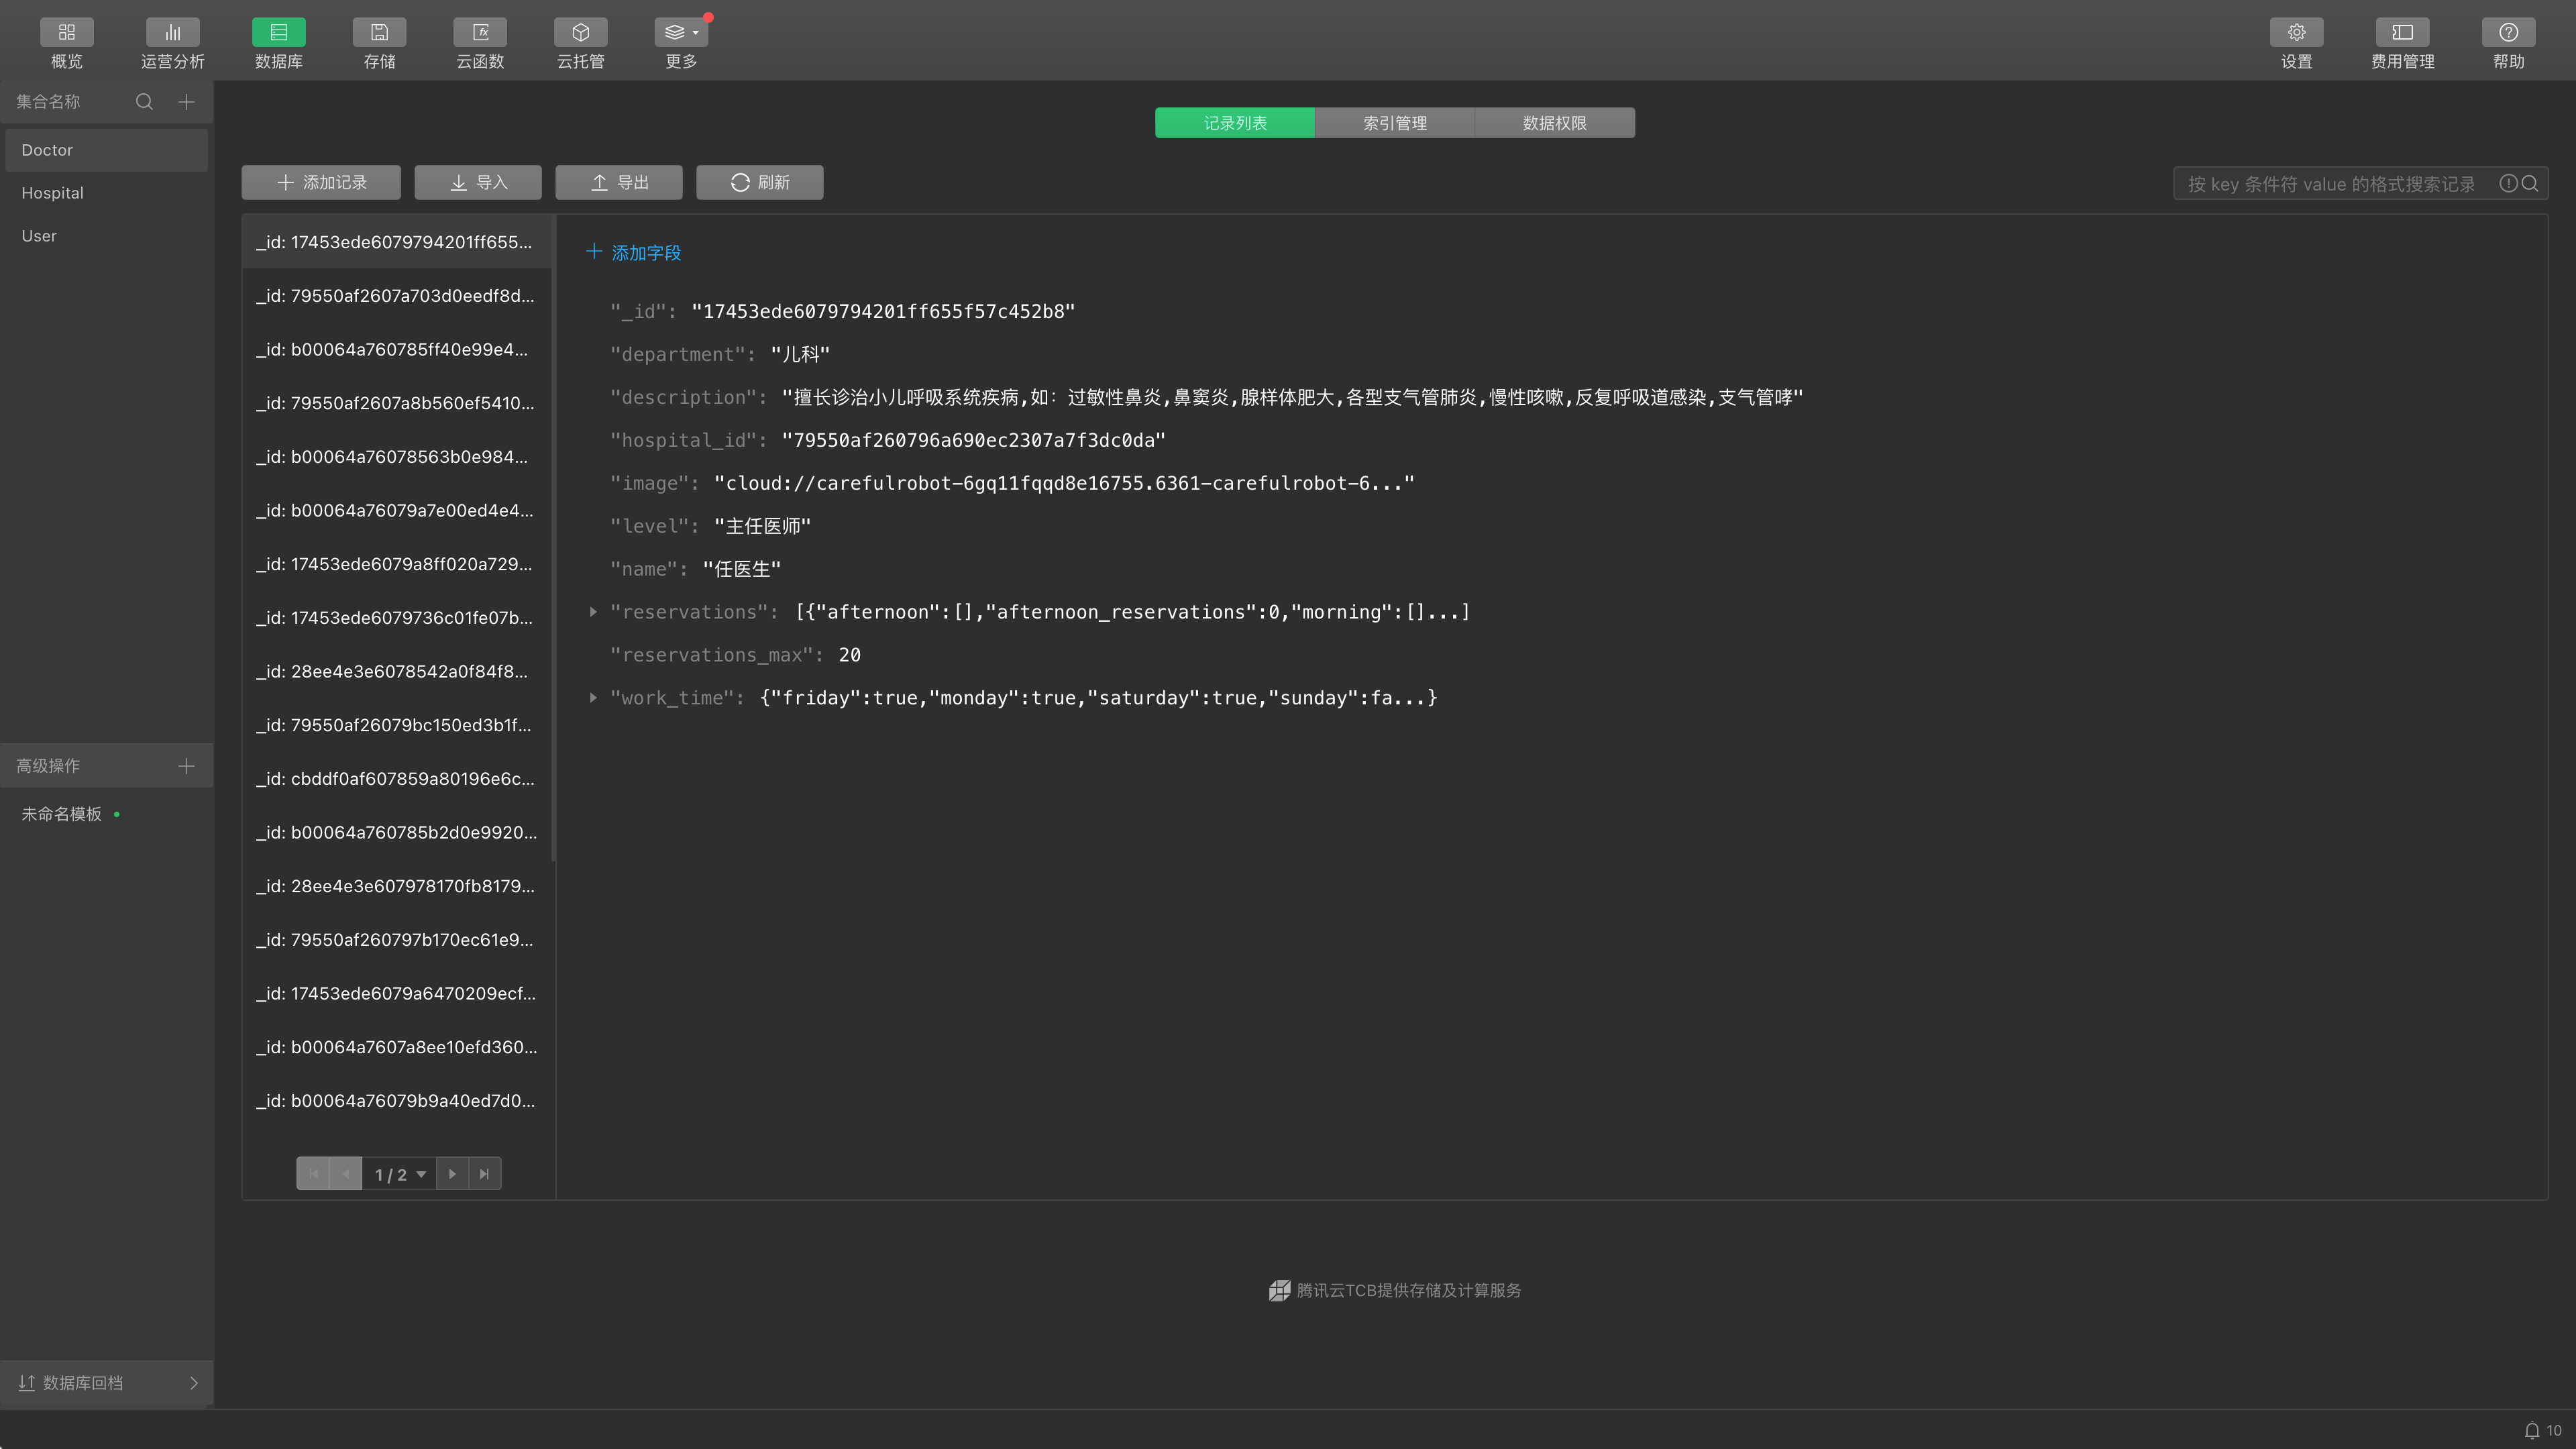 概览
运营分析
数据库
存储
云函数
云托管
更多
设置
费用管理
帮助
集合名称
Doctor
Hospital
User
高级操作
未命名模板
数据库回档
记录列表
索引管理
数据权限
添加记录
导入
导出
刷新
按 key 条件符 value 的格式搜索记录
_id: 17453ede6079794201ff655...
_id: 79550af2607a703d0eedf8d...
_id: b00064a760785ff40e99e4...
_id: 79550af2607a8b560ef5410...
_id: b00064a76078563b0e984...
_id: b00064a76079a7e00ed4e4...
_id: 17453ede6079a8ff020a729...
_id: 17453ede6079736c01fe07b...
_id: 28ee4e3e6078542a0f84f8...
_id: 79550af26079bc150ed3b1f...
_id: cbddf0af607859a80196e6c...
_id: b00064a760785b2d0e9920...
_id: 28ee4e3e607978170fb8179...
_id: 79550af260797b170ec61e9...
_id: 17453ede6079a6470209ecf...
_id: b00064a7607a8ee10efd360...
_id: b00064a76079b9a40ed7d0...
1 / 2
添加字段
"_id": "17453ede6079794201ff655f57c452b8"
"department": "儿科"
"description": "擅长诊治小儿呼吸系统疾病,如：过敏性鼻炎,鼻窦炎,腺样体肥大,各型支气管肺炎,慢性咳嗽,反复呼吸道感染,支气管哮"
"hospital_id": "79550af260796a690ec2307a7f3dc0da"
"image": "cloud://carefulrobot-6gq11fqqd8e16755.6361-carefulrobot-6..."
"level": "主任医师"
"name": "任医生"
"reservations": [{"afternoon":[],"afternoon_reservations":0,"morning":[]...]
"reservations_max": 20
"work_time": {"friday":true,"monday":true,"saturday":true,"sunday":fa...}
腾讯云TCB提供存储及计算服务
10